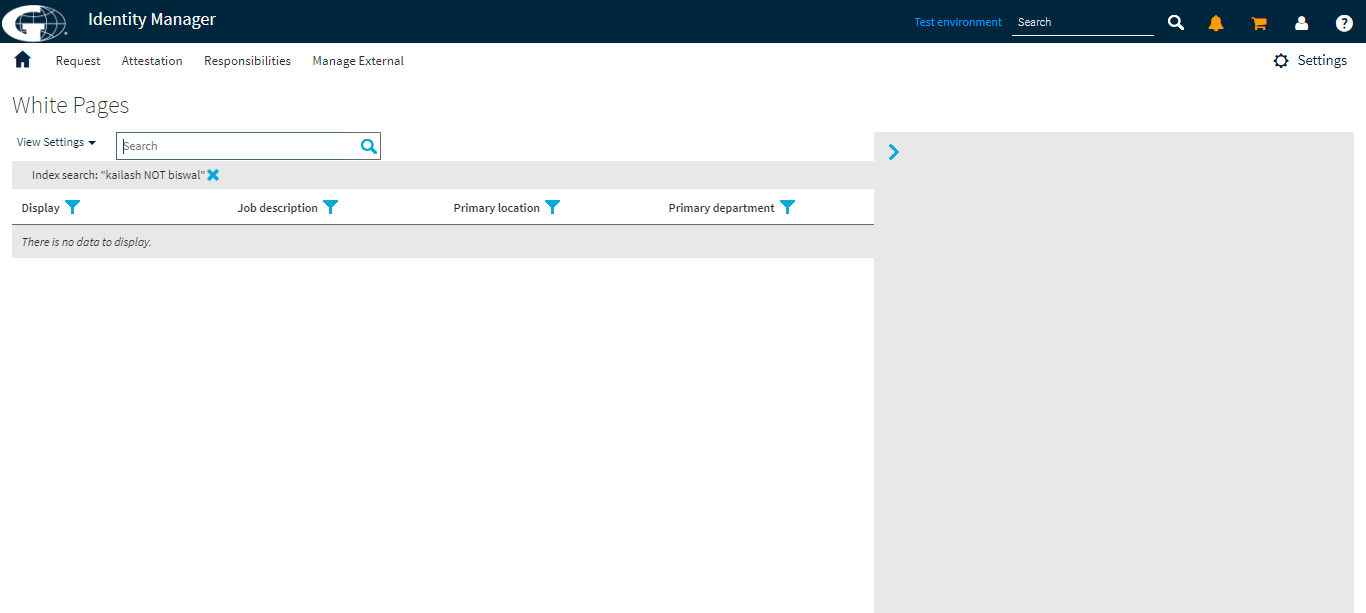 Identity Manager
Test environment
Search
Request
Attestation
Responsibilities
Manage External
Settings
White Pages
View Settings
Search
Index search: "kailash NOT biswal"
Display
Job description
Primary location
Primary department
There is no data to display.